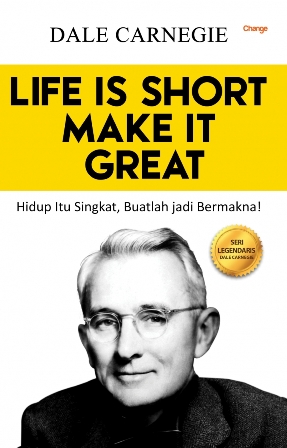 DALE CARNEGIE
Change
LIFE IS SHORT
MAKE IT
GREAT
Hidup Itu Singkat, Buatlah jadi Bermakna!
SERI
LEGENDARIS
DALE CARNEGIE